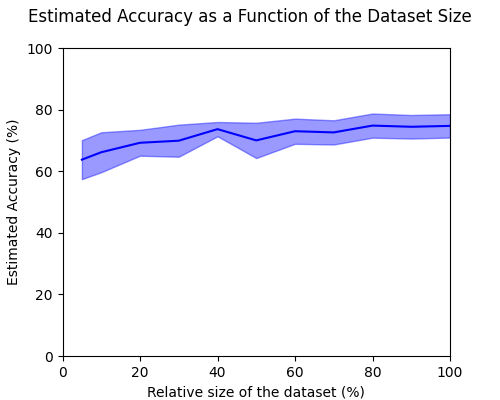 Estimated Accuracy as a Function of the Dataset Size
100
80
60
40
20
0
Estimated Accuracy (%)
0 20 40 60 80 100
Relative size of the dataset (%)